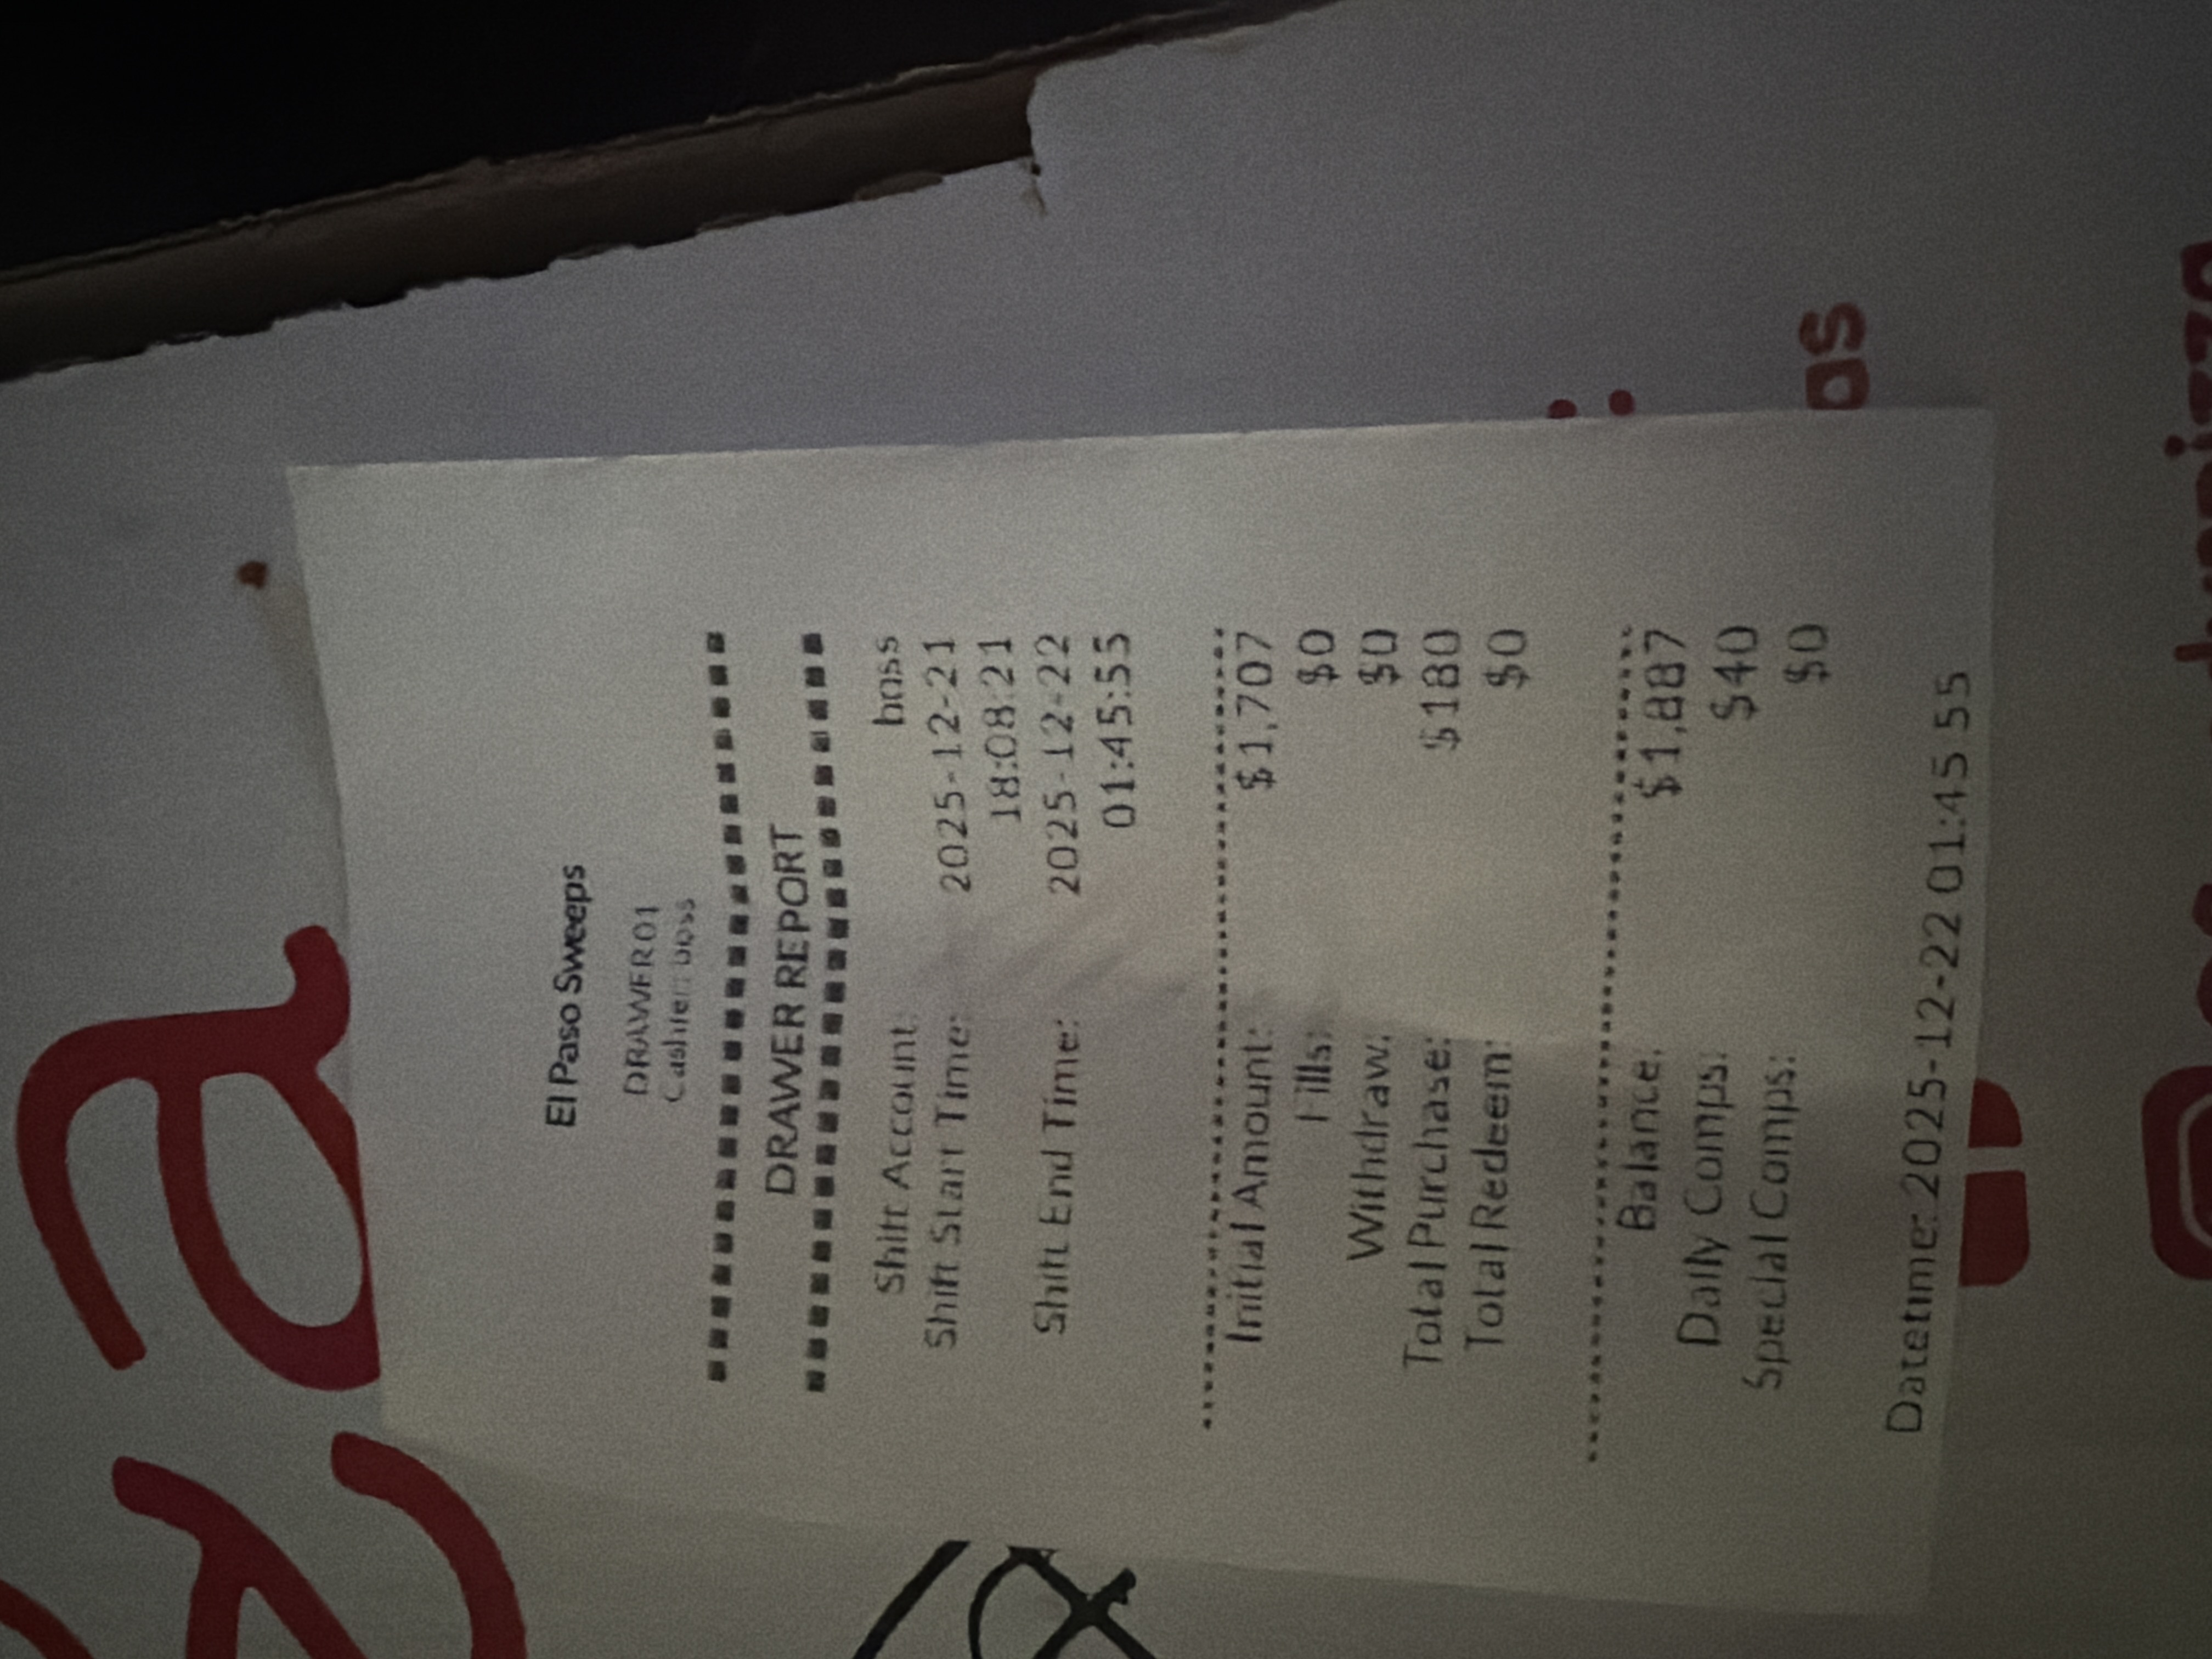 El Paso Sweeps
DRAWER01
Cashier: boss
DRAWER REPORT
Shift Account: boss
Shift Start Time: 2025-12-21
18:08:21
Shift End Time: 2025-12-22
01:45:55
Initial Amount: $1,707
Fills: $0
Withdraw: $0
Total Purchase: $180
Total Redeem: $0
Balance: $1,887
Daily Comps: $40
Special Comps: $0
Datetime: 2025-12-22 01:45:55
as